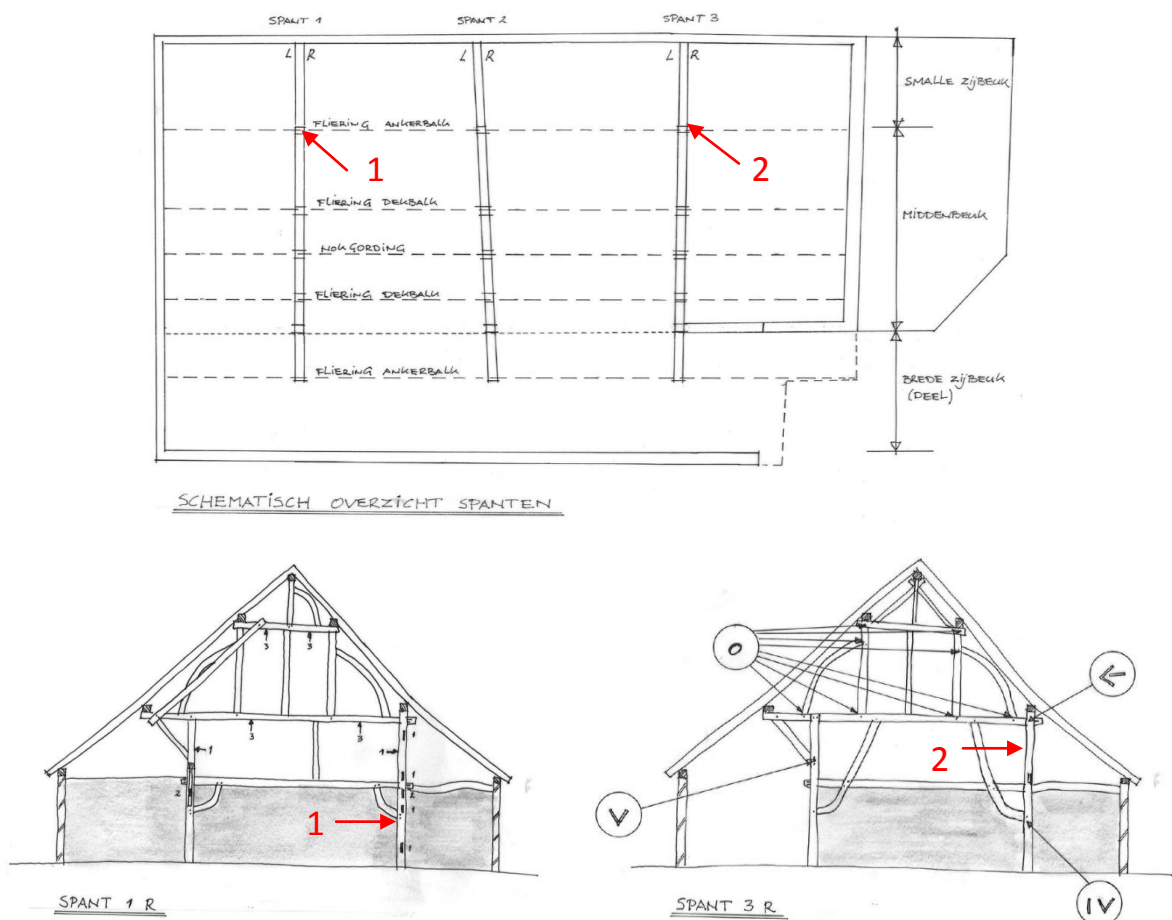 SPANT 1
SPANT 2
SPANT 3
L R
L R
L R
SMALLE ZIJBEUK
FLIERING ANKERBALK
1
2
FLIERING DEKBALK
MIDDENBEUK
NOKGORDING
FLIERING DEKBALK
FLIERING ANKERBALK
BREDE ZIJBEUK
(DEEL)
SCHEMATISCH OVERZICHT SPANTEN
3 3
1 3 3 1 1
1
2 2
1 1
1
SPANT 1 R
O
2
V
IV
SPANT 3 R